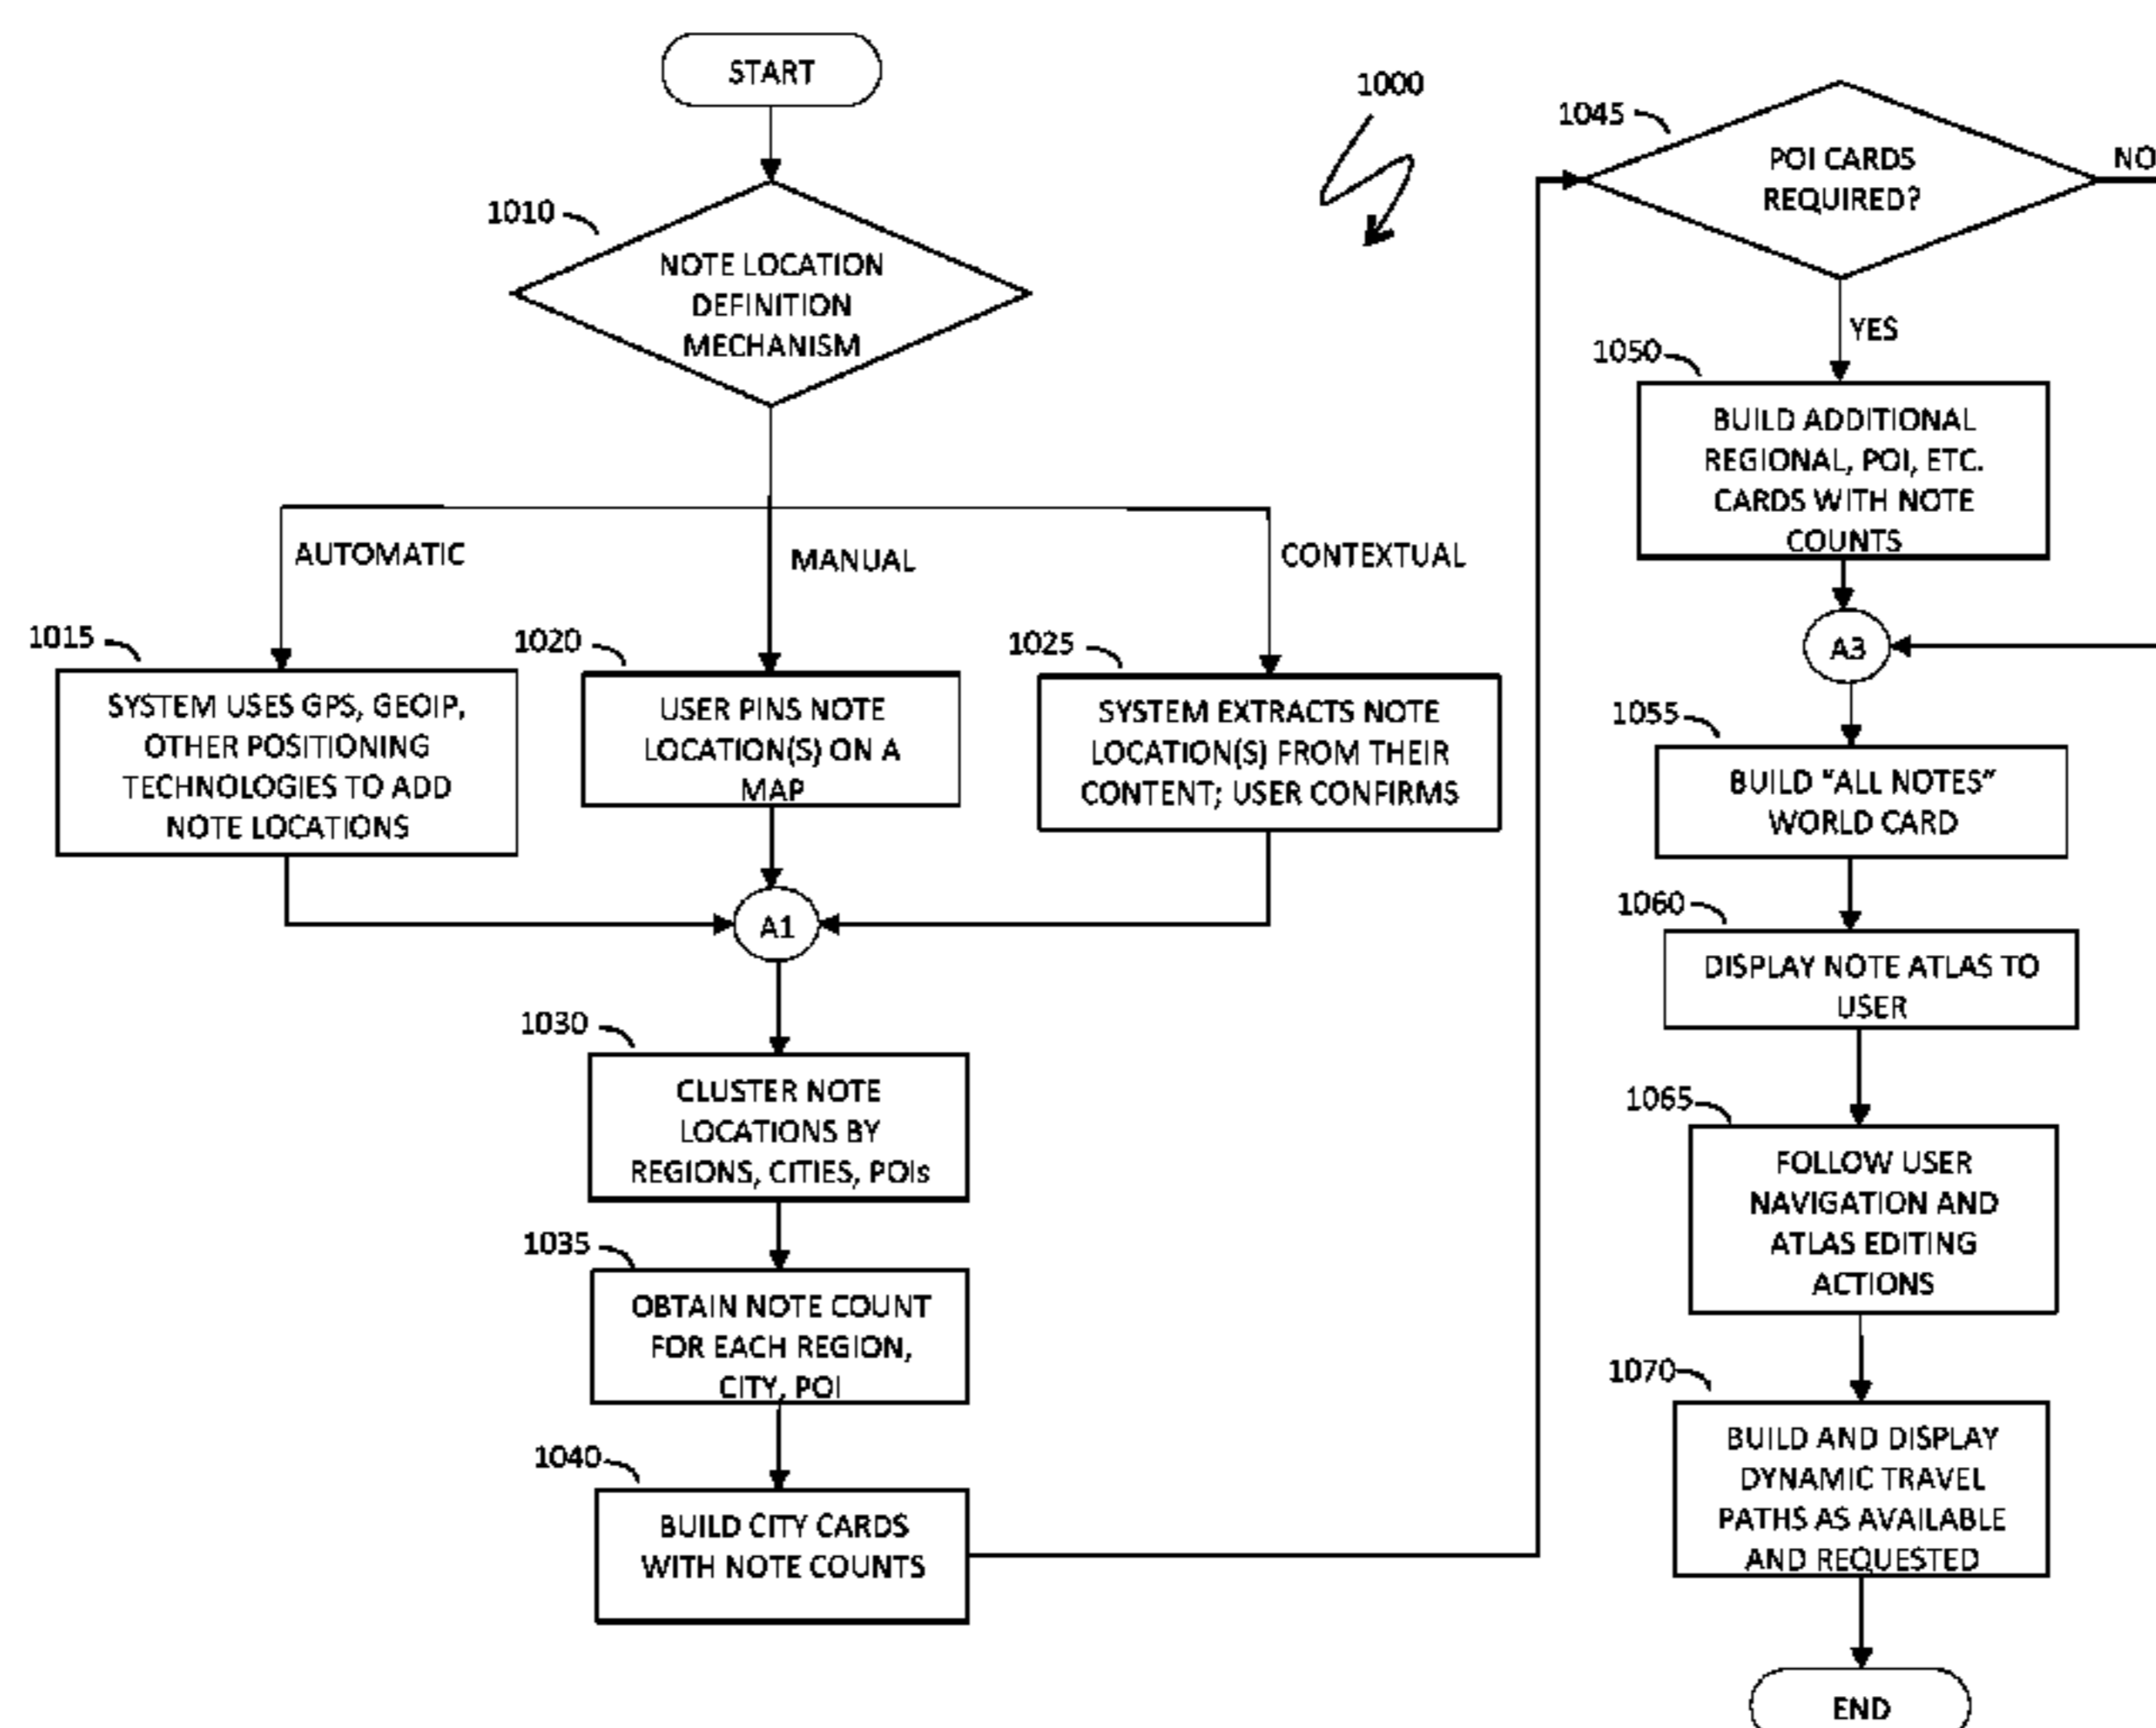 START
1010
NOTE LOCATION
DEFINITION
MECHANISM
AUTOMATIC
MANUAL
CONTEXTUAL
1015
SYSTEM USES GPS, GEOIP,
OTHER POSITIONING
TECHNOLOGIES TO ADD
NOTE LOCATIONS
1020
USER PINS NOTE
LOCATION(S) ON A
MAP
1025
SYSTEM EXTRACTS NOTE
LOCATION(S) FROM THEIR
CONTENT; USER CONFIRMS
A1
1030
CLUSTER NOTE
LOCATIONS BY
REGIONS, CITIES, POIs
1035
OBTAIN NOTE COUNT
FOR EACH REGION,
CITY, POI
1040
BUILD CITY CARDS
WITH NOTE COUNTS
1000
1045
POI CARDS
REQUIRED?
NO
YES
1050
BUILD ADDITIONAL
REGIONAL, POI, ETC.
CARDS WITH NOTE
COUNTS
A3
1055
BUILD “ALL NOTES”
WORLD CARD
1060
DISPLAY NOTE ATLAS TO
USER
1065
FOLLOW USER
NAVIGATION AND
ATLAS EDITING
ACTIONS
1070
BUILD AND DISPLAY
DYNAMIC TRAVEL
PATHS AS AVAILABLE
AND REQUESTED
END